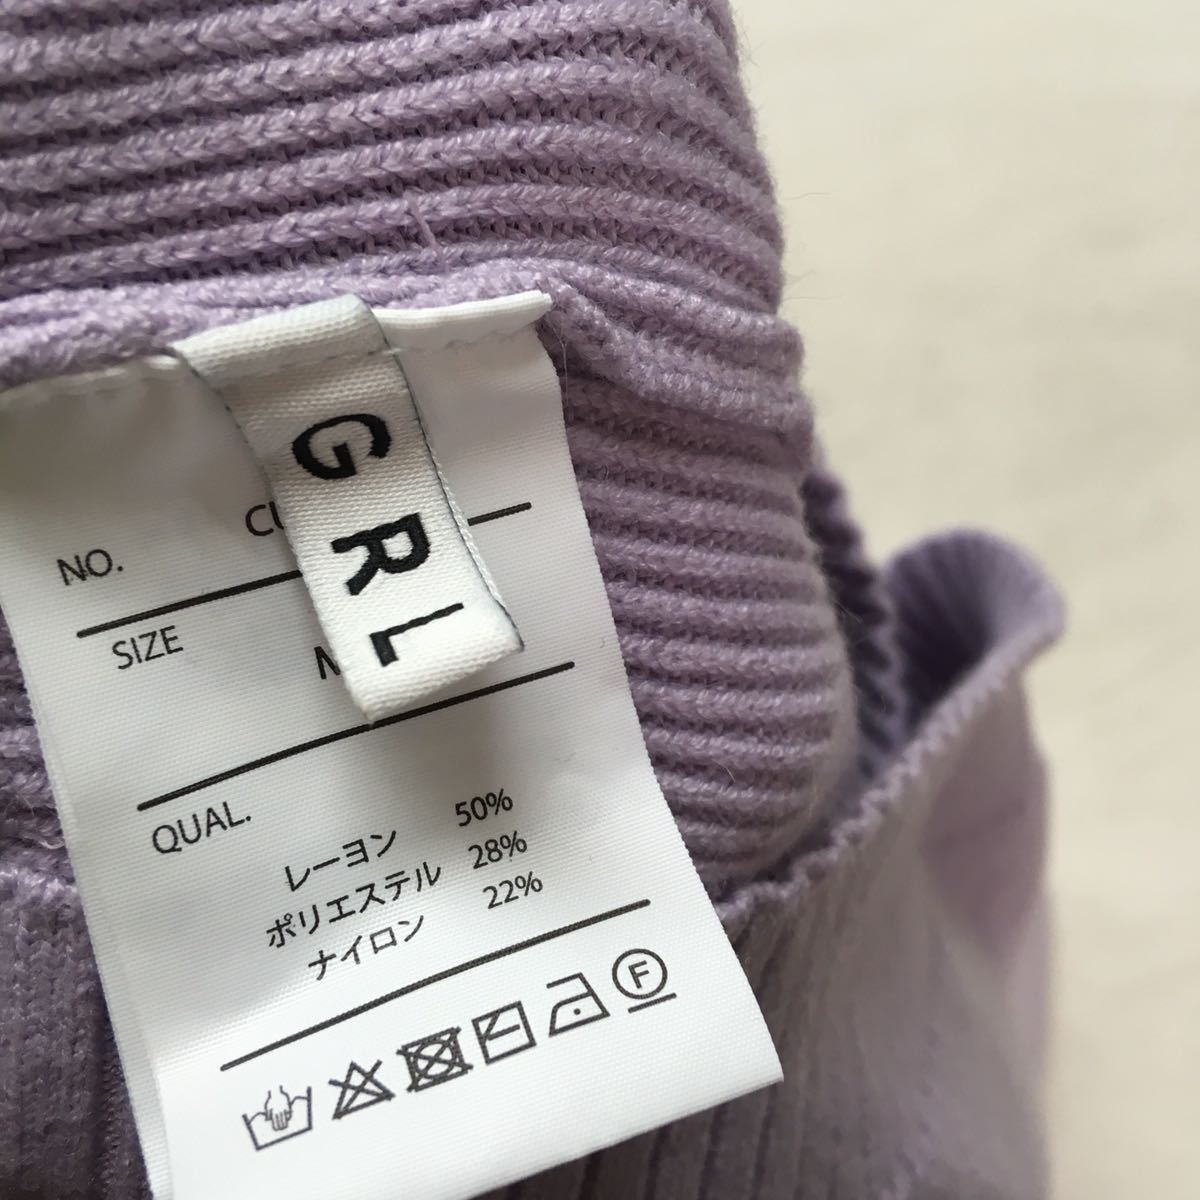 GRL
NO.
SIZE
QUAL.
レーヨン 50%
ポリエステル 28%
ナイロン 22%
F